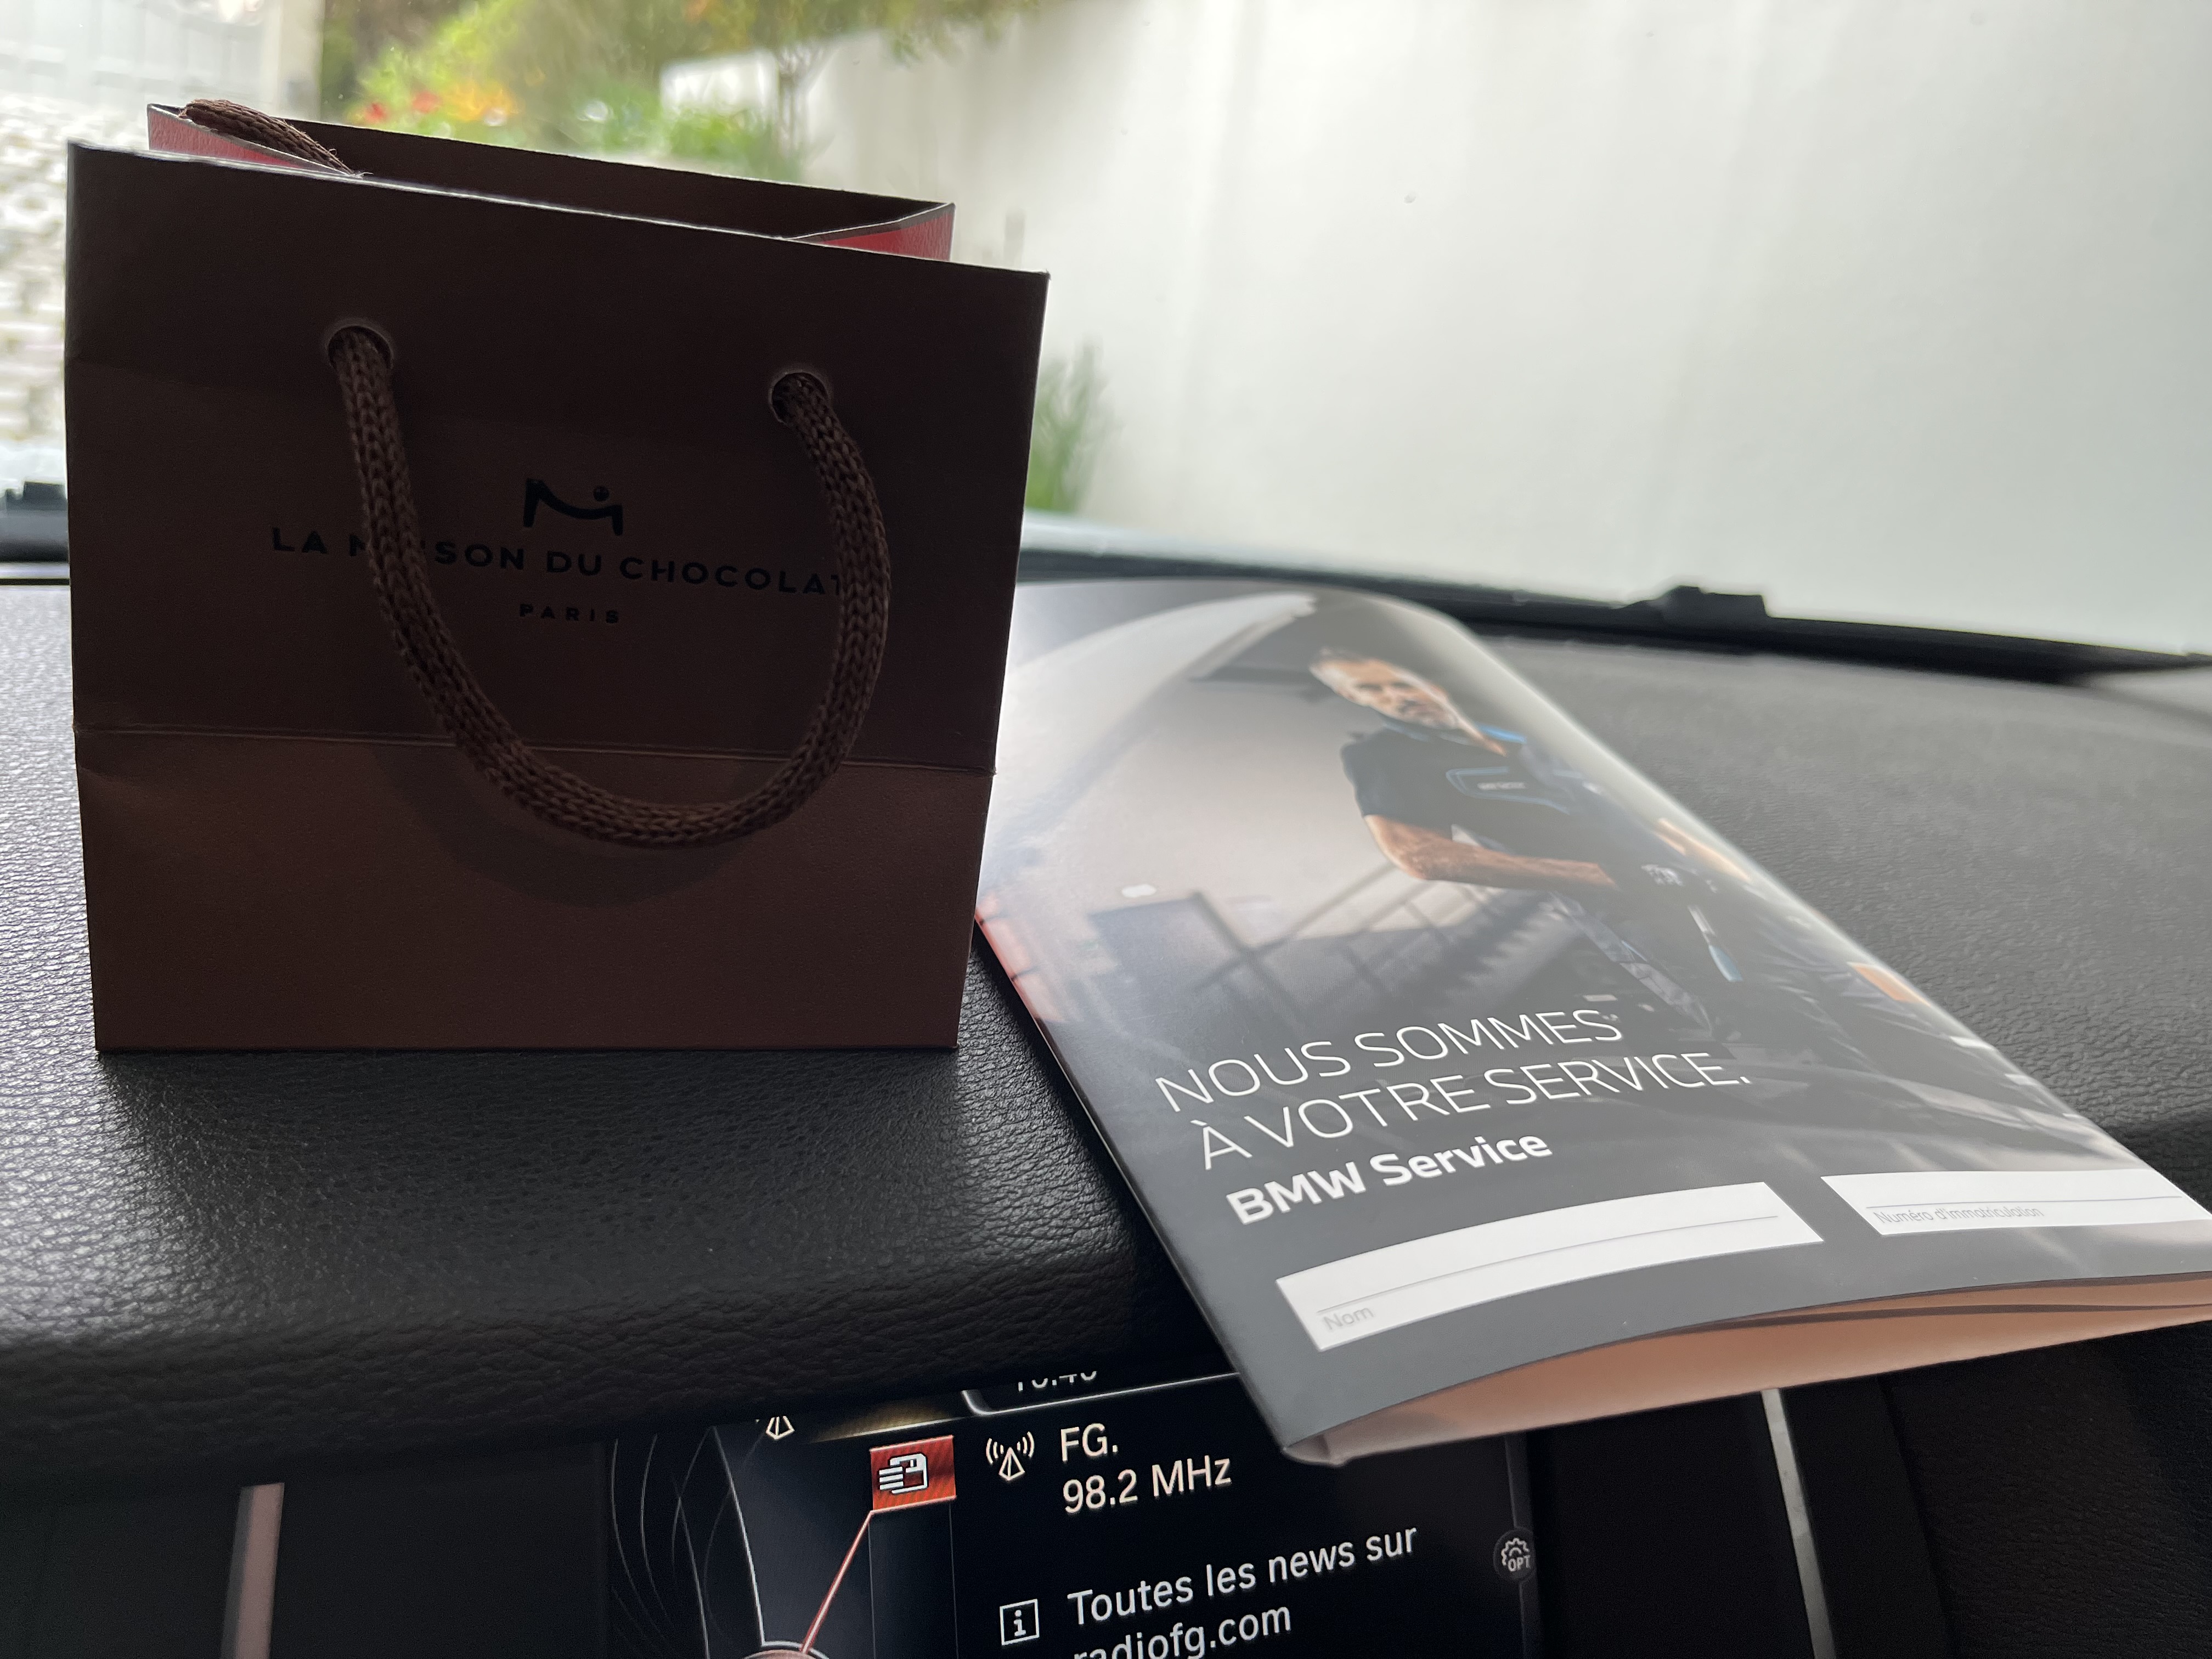 LA MAISON DU CHOCOLAT
PARIS
NOUS SOMMES
À VOTRE SERVICE.
BMW Service
Nom
Numéro d'immatriculation
FG.
98.2 MHz
Toutes les news sur
radiofg.com
OPT